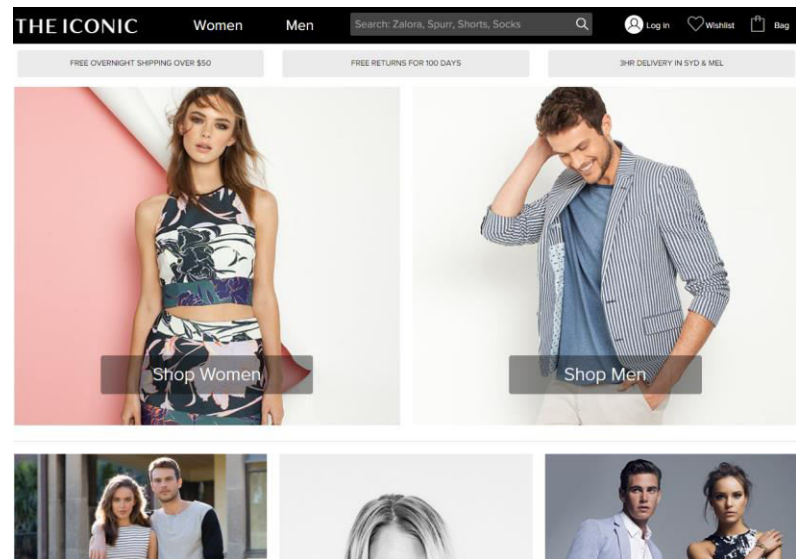 THE ICONIC Women Men Search: Zalora, Spurr, Shorts, Socks Log in Wishlist Bag
FREE OVERNIGHT SHIPPING OVER $50 FREE RETURNS FOR 100 DAYS 3HR DELIVERY IN SYD & MEL
Shop Women Shop Men